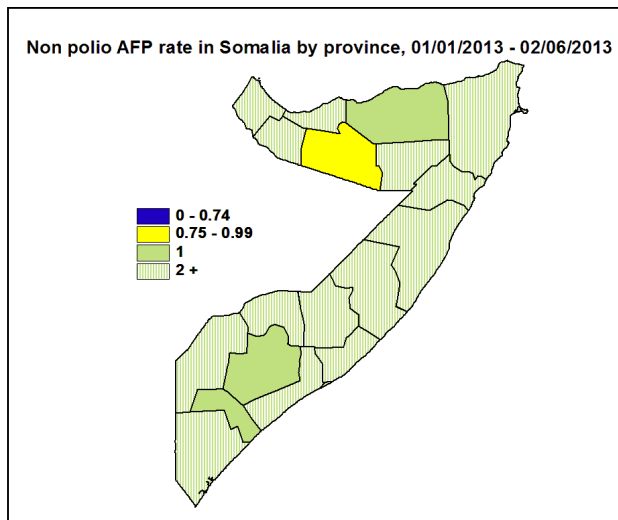 Non polio AFP rate in Somalia by province, 01/01/2013 - 02/06/2013
0 - 0.74
0.75 - 0.99
1
2 +